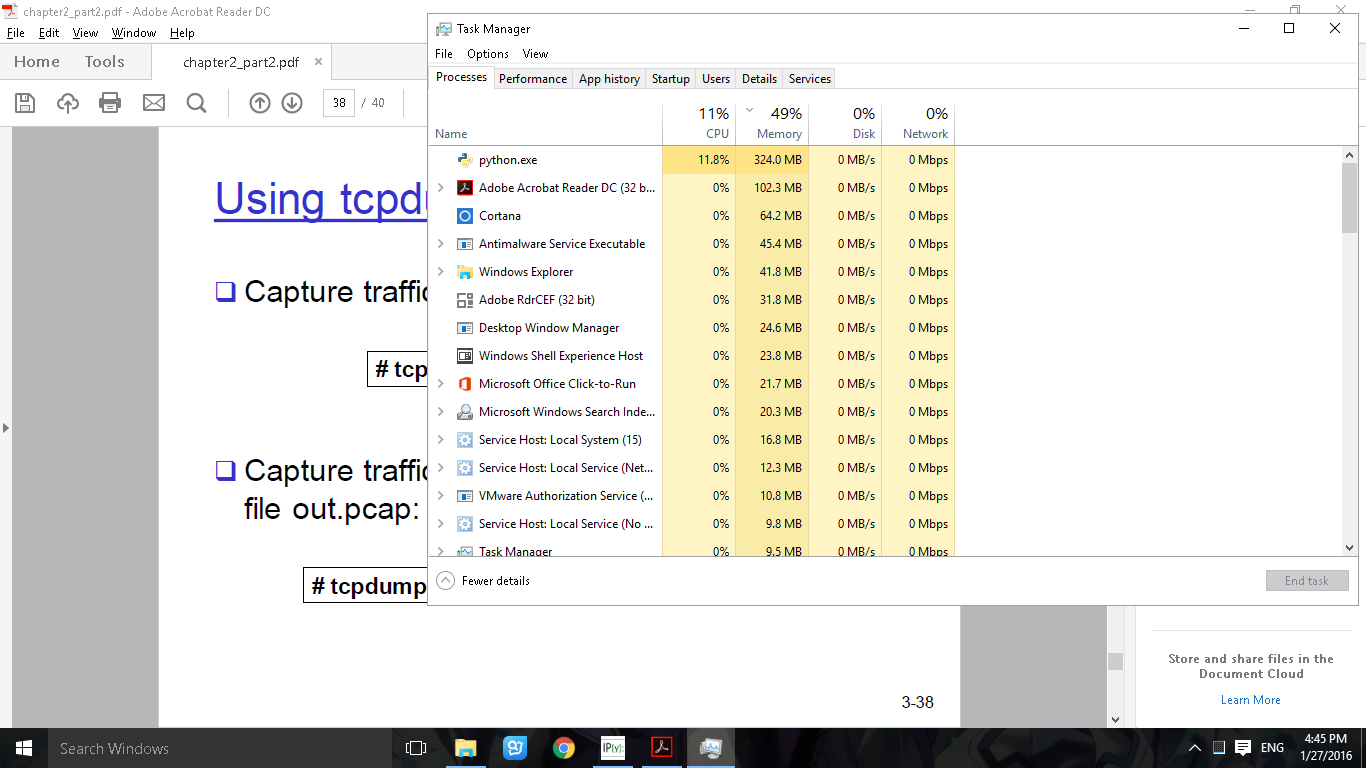 chapter2_part2.pdf - Adobe Acrobat Reader DC
File Edit View Window Help
Home Tools chapter2_part2.pdf ×
38 / 40
Using tcpdu
Capture traffic
# tcp
Capture traffic
file out.pcap:
# tcpdump
3-38
Task Manager
File Options View
Processes Performance App history Startup Users Details Services
11% 49% 0% 0%
Name CPU Memory Disk Network
python.exe 11.8% 324.0 MB 0 MB/s 0 Mbps
Adobe Acrobat Reader DC (32 b... 0% 102.3 MB 0 MB/s 0 Mbps
Cortana 0% 64.2 MB 0 MB/s 0 Mbps
Antimalware Service Executable 0% 45.4 MB 0 MB/s 0 Mbps
Windows Explorer 0% 41.8 MB 0 MB/s 0 Mbps
Adobe RdrCEF (32 bit) 0% 31.8 MB 0 MB/s 0 Mbps
Desktop Window Manager 0% 24.6 MB 0 MB/s 0 Mbps
Windows Shell Experience Host 0% 23.8 MB 0 MB/s 0 Mbps
Microsoft Office Click-to-Run 0% 21.7 MB 0 MB/s 0 Mbps
Microsoft Windows Search Inde... 0% 20.3 MB 0 MB/s 0 Mbps
Service Host: Local System (15) 0% 16.8 MB 0 MB/s 0 Mbps
Service Host: Local Service (Net... 0% 12.3 MB 0 MB/s 0 Mbps
VMware Authorization Service (... 0% 10.8 MB 0 MB/s 0 Mbps
Service Host: Local Service (No ... 0% 9.8 MB 0 MB/s 0 Mbps
Task Manager 0% 9.5 MB 0 MB/s 0 Mbps
Fewer details End task
Store and share files in the
Document Cloud
Learn More
Search Windows
IP[y]:
ENG
4:45 PM
1/27/2016